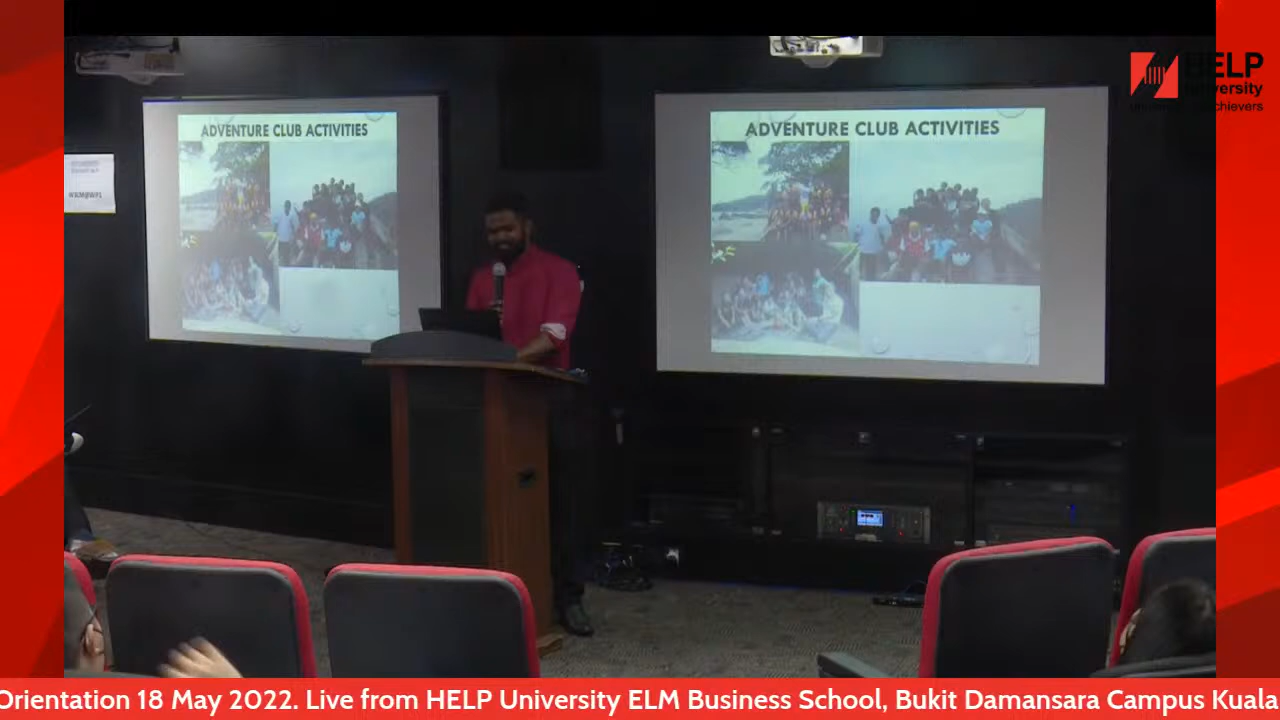 ADVENTURE CLUB ACTIVITIES
ADVENTURE CLUB ACTIVITIES
HELP
university
achievers
Orientation 18 May 2022. Live from HELP University ELM Business School, Bukit Damansara Campus Kuala